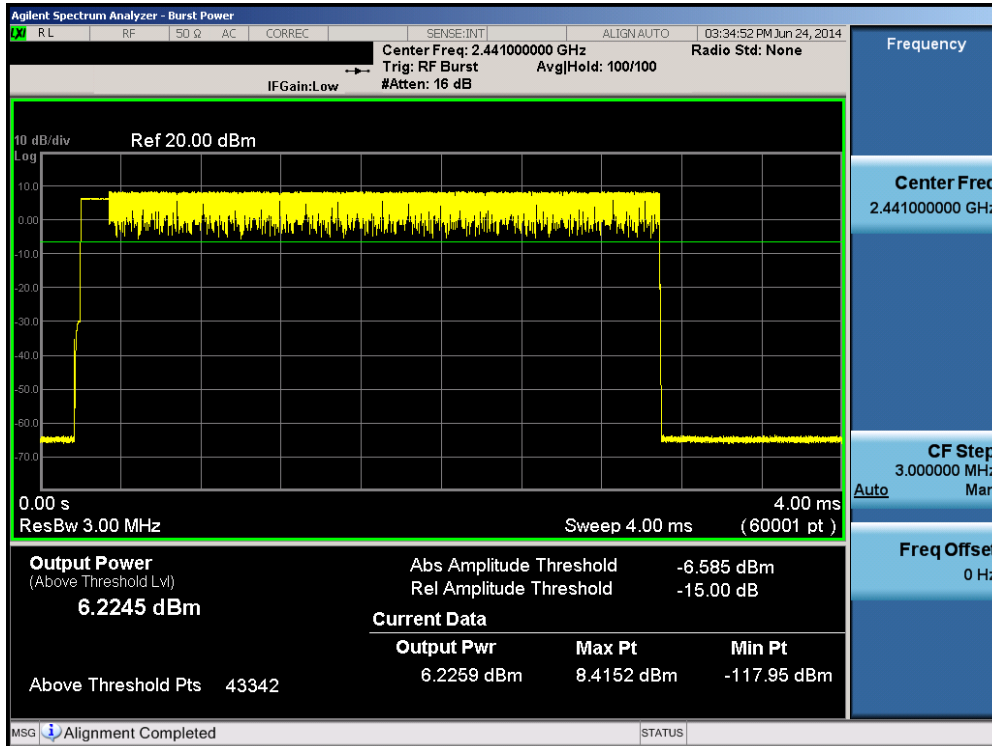 Agilent Spectrum Analyzer - Burst Power
LXI RL RF 50 Ω AC CORREC SENSE:INT ALIGN AUTO 03:34:52 PM Jun 24, 2014
Center Freq: 2.441000000 GHz Radio Std: None
Trig: RF Burst Avg|Hold: 100/100
IFGain:Low #Atten: 16 dB
Frequency
10 dB/div Ref 20.00 dBm
Log
10.0
0.00
-10.0
-20.0
-30.0
-40.0
-50.0
-60.0
-70.0
0.00 s 4.00 ms
ResBw 3.00 MHz Sweep 4.00 ms (60001 pt)
Center Freq
2.441000000 GHz
CF Step
3.000000 MHz
Auto Man
Freq Offset
0 Hz
Output Power
(Above Threshold Lvl)
6.2245 dBm
Above Threshold Pts 43342
Abs Amplitude Threshold -6.585 dBm
Rel Amplitude Threshold -15.00 dB
Current Data
Output Pwr Max Pt Min Pt
6.2259 dBm 8.4152 dBm -117.95 dBm
MSG Alignment Completed STATUS